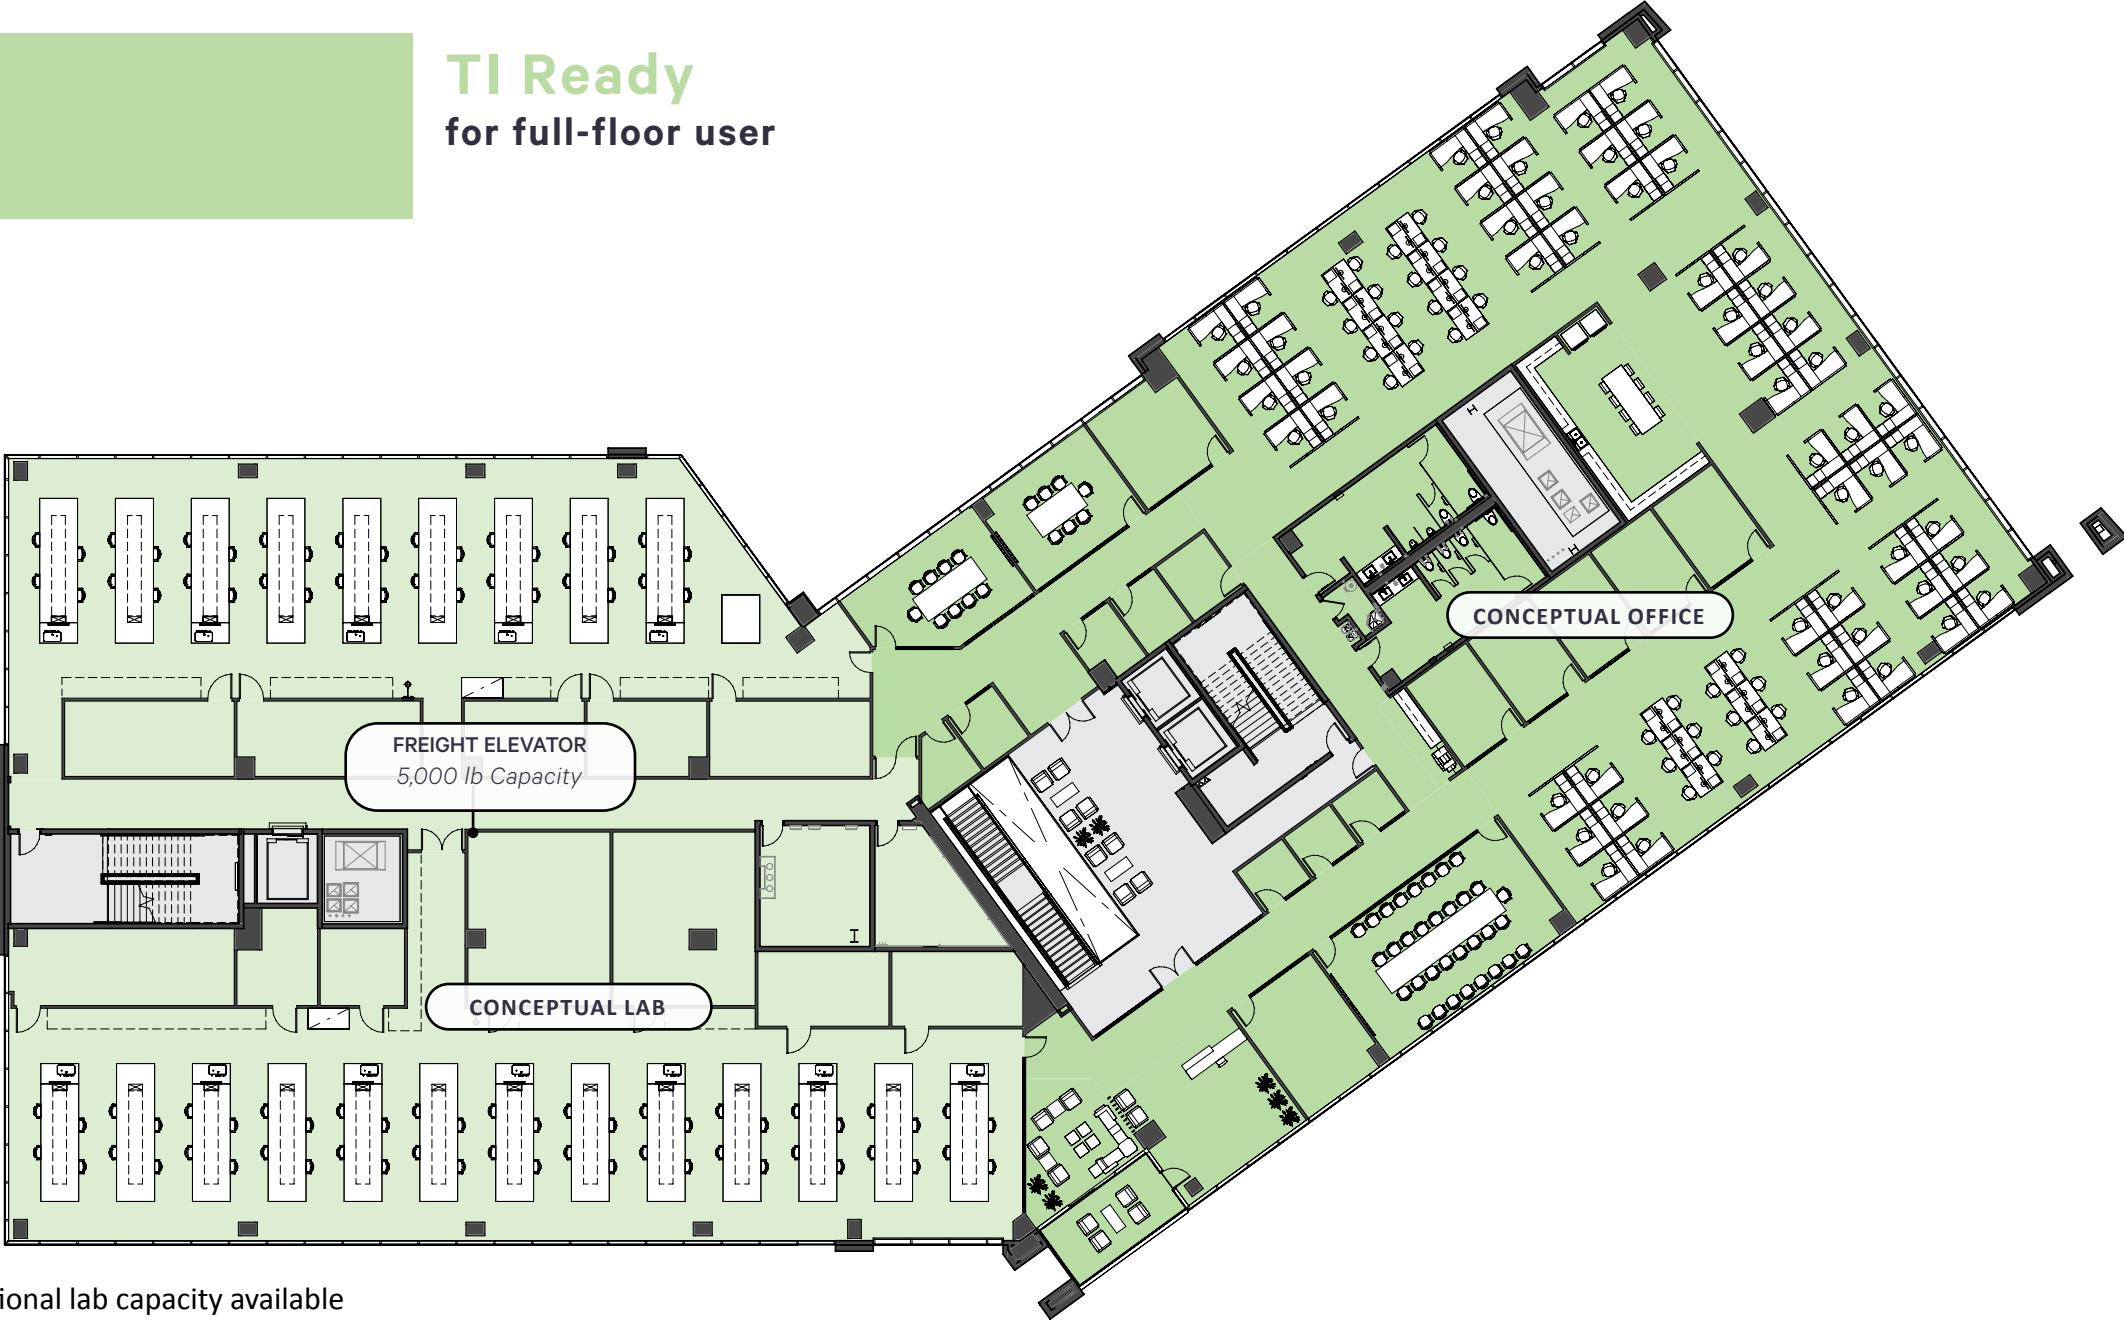 TI Ready
for full-floor user
CONCEPTUAL OFFICE
FREIGHT ELEVATOR
5,000 lb Capacity
CONCEPTUAL LAB
ional lab capacity available